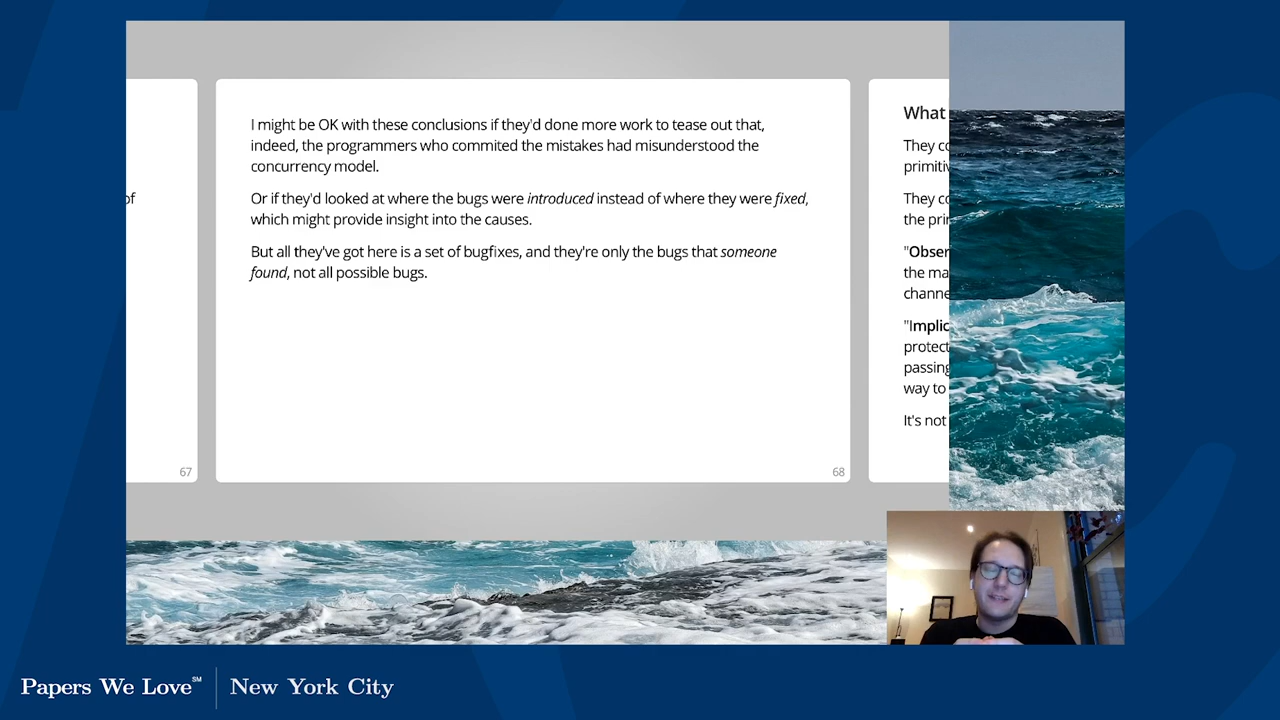 of
67
I might be OK with these conclusions if they'd done more work to tease out that,
indeed, the programmers who commited the mistakes had misunderstood the
concurrency model.
Or if they'd looked at where the bugs were introduced instead of where they were fixed,
which might provide insight into the causes.
But all they've got here is a set of bugfixes, and they're only the bugs that someone
found, not all possible bugs.
68
What
They
They
the
"Obser
the
channe
"Implic
protect
passing
way to
It's not
Papers We Love℠
New York City